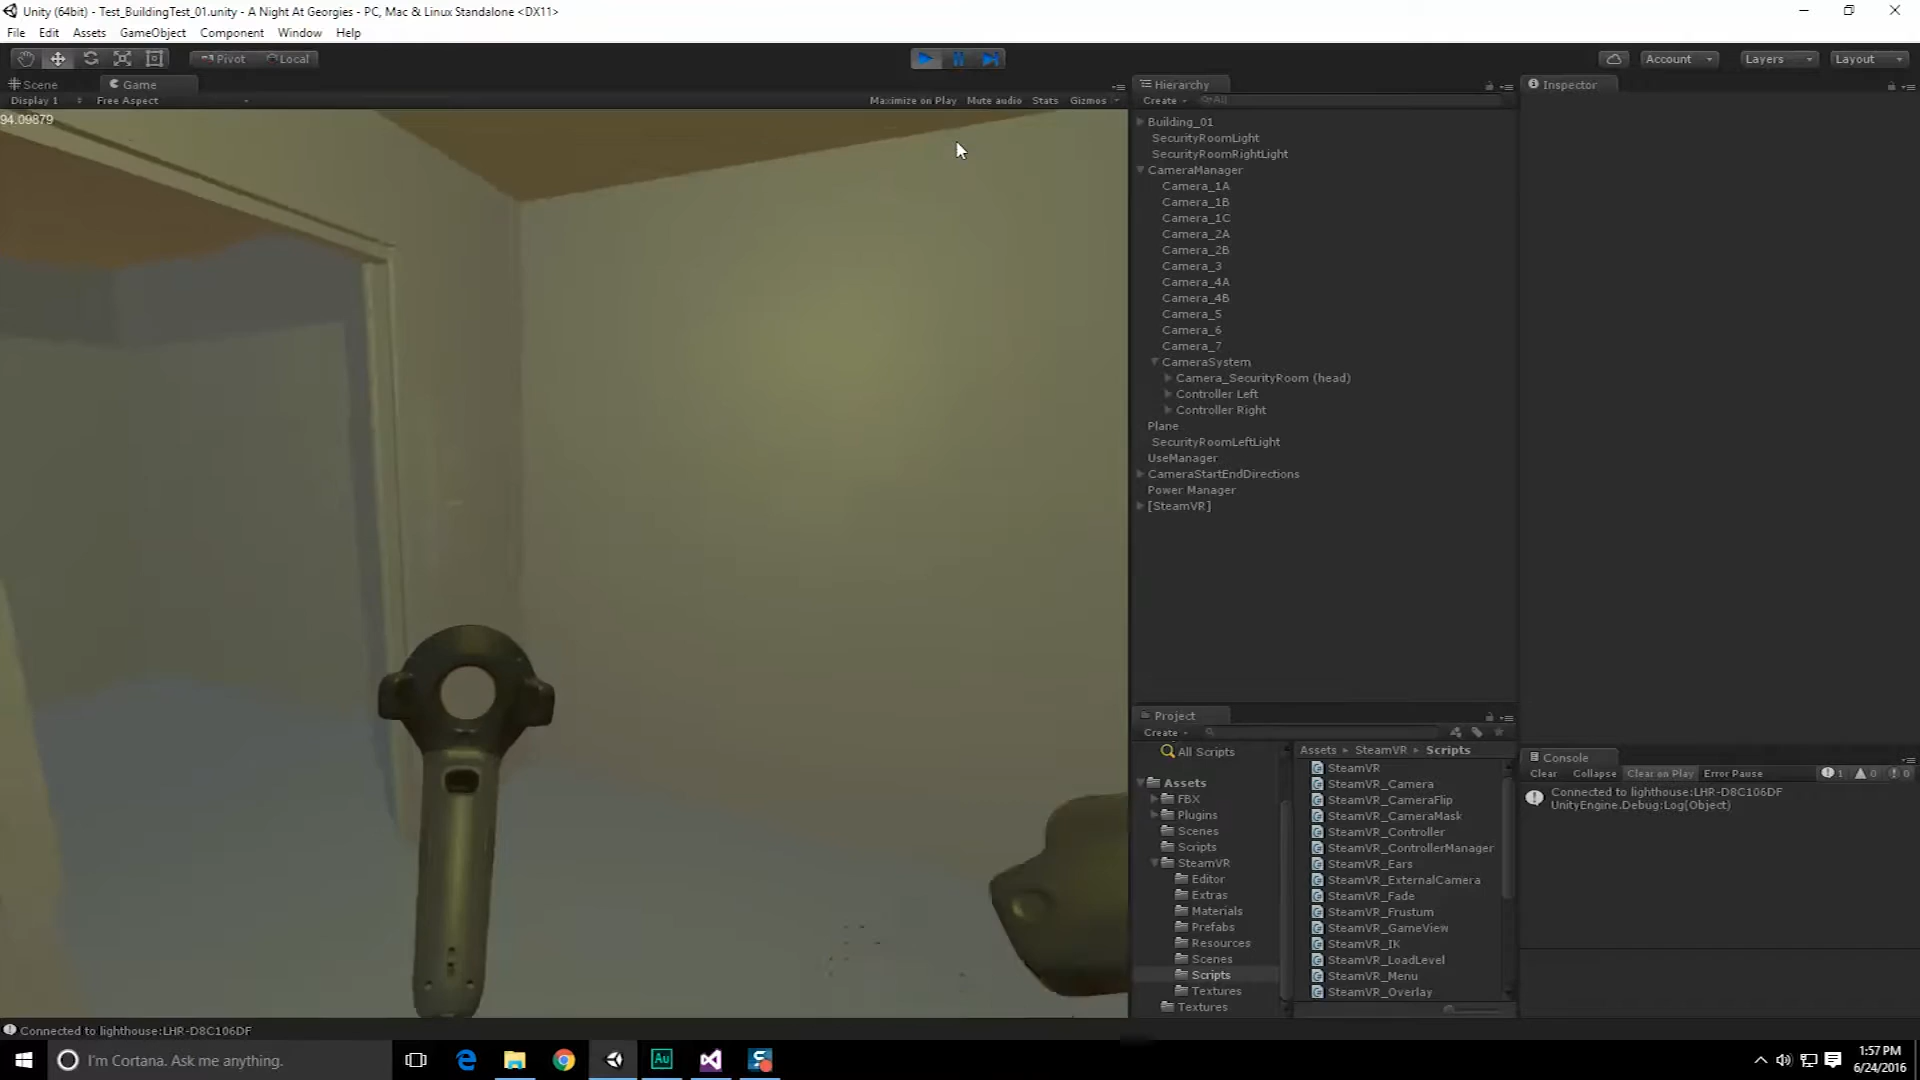 Unity (64bit) - Test_BuildingTest_01.unity - A Night At Georgies - PC, Mac & Linux Standalone <DX11>
File Edit Assets GameObject Component Window Help
Pivot Local Account Layers Layout
Scene Game
Display 1 Free Aspect Maximize on Play Mute audio Stats Gizmos
94.09879
Hierarchy
Create All
Building_01
SecurityRoomLight
SecurityRoomRightLight
CameraManager
Camera_1A
Camera_1B
Camera_1C
Camera_2A
Camera_2B
Camera_3
Camera_4A
Camera_4B
Camera_5
Camera_6
Camera_7
CameraSystem
Camera_SecurityRoom (head)
Controller Left
Controller Right
Plane
SecurityRoomLeftLight
UseManager
CameraStartEndDirections
Power Manager
[SteamVR]
Inspector
Project
Create
All Scripts
Assets
FBX
Plugins
Scenes
Scripts
SteamVR
Editor
Extras
Materials
Prefabs
Resources
Scenes
Scripts
Textures
Textures
Assets SteamVR Scripts
SteamVR
SteamVR_Camera
SteamVR_CameraFlip
SteamVR_CameraMask
SteamVR_Controller
SteamVR_ControllerManager
SteamVR_Ears
SteamVR_ExternalCamera
SteamVR_Fade
SteamVR_Frustum
SteamVR_GameView
SteamVR_IK
SteamVR_LoadLevel
SteamVR_Menu
SteamVR_Overlay
Console
Clear Collapse Clear on Play Error Pause 1 0 0
Connected to lighthouse:LHR-D8C106DF
UnityEngine.Debug:Log(Object)
Connected to lighthouse:LHR-D8C106DF
I'm Cortana. Ask me anything.
Au
1:57 PM
6/24/2016